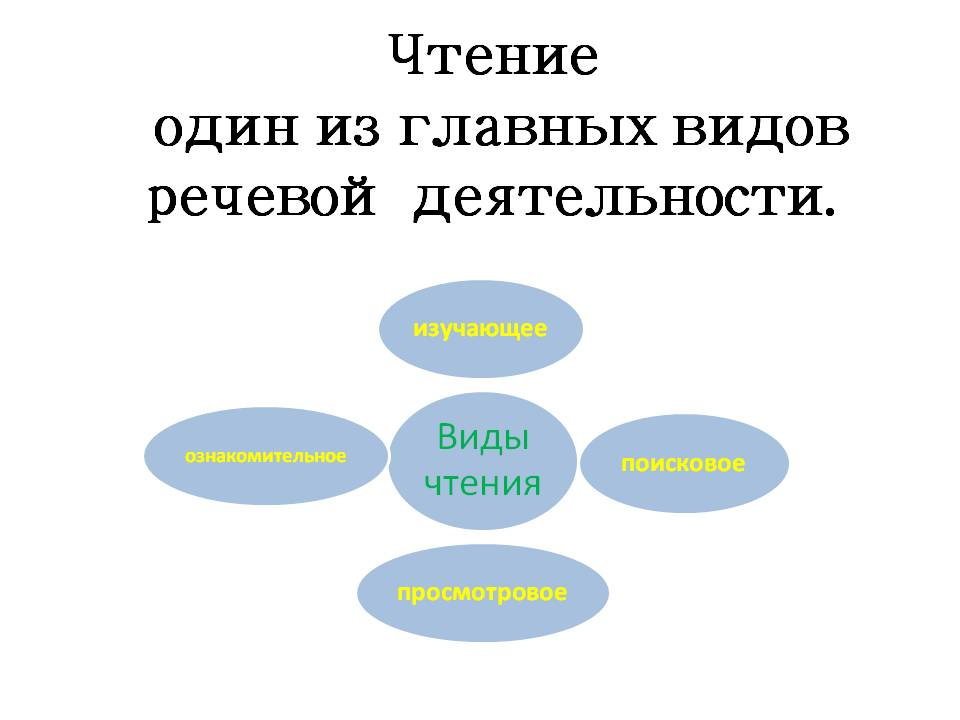 Чтение
один из главных видов
речевой деятельности.
изучающее
ознакомительное
Виды
чтения
поисковое
просмотровое